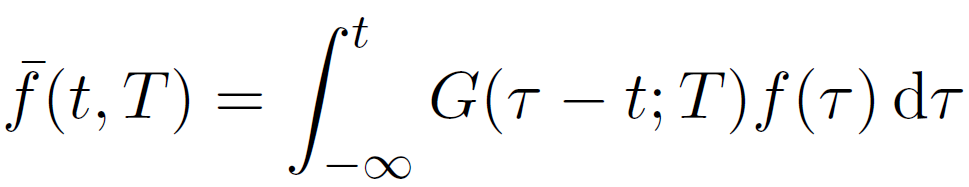 f̄(t, T) = ∫_{−∞}^{t} G(τ − t; T) f(τ) dτ